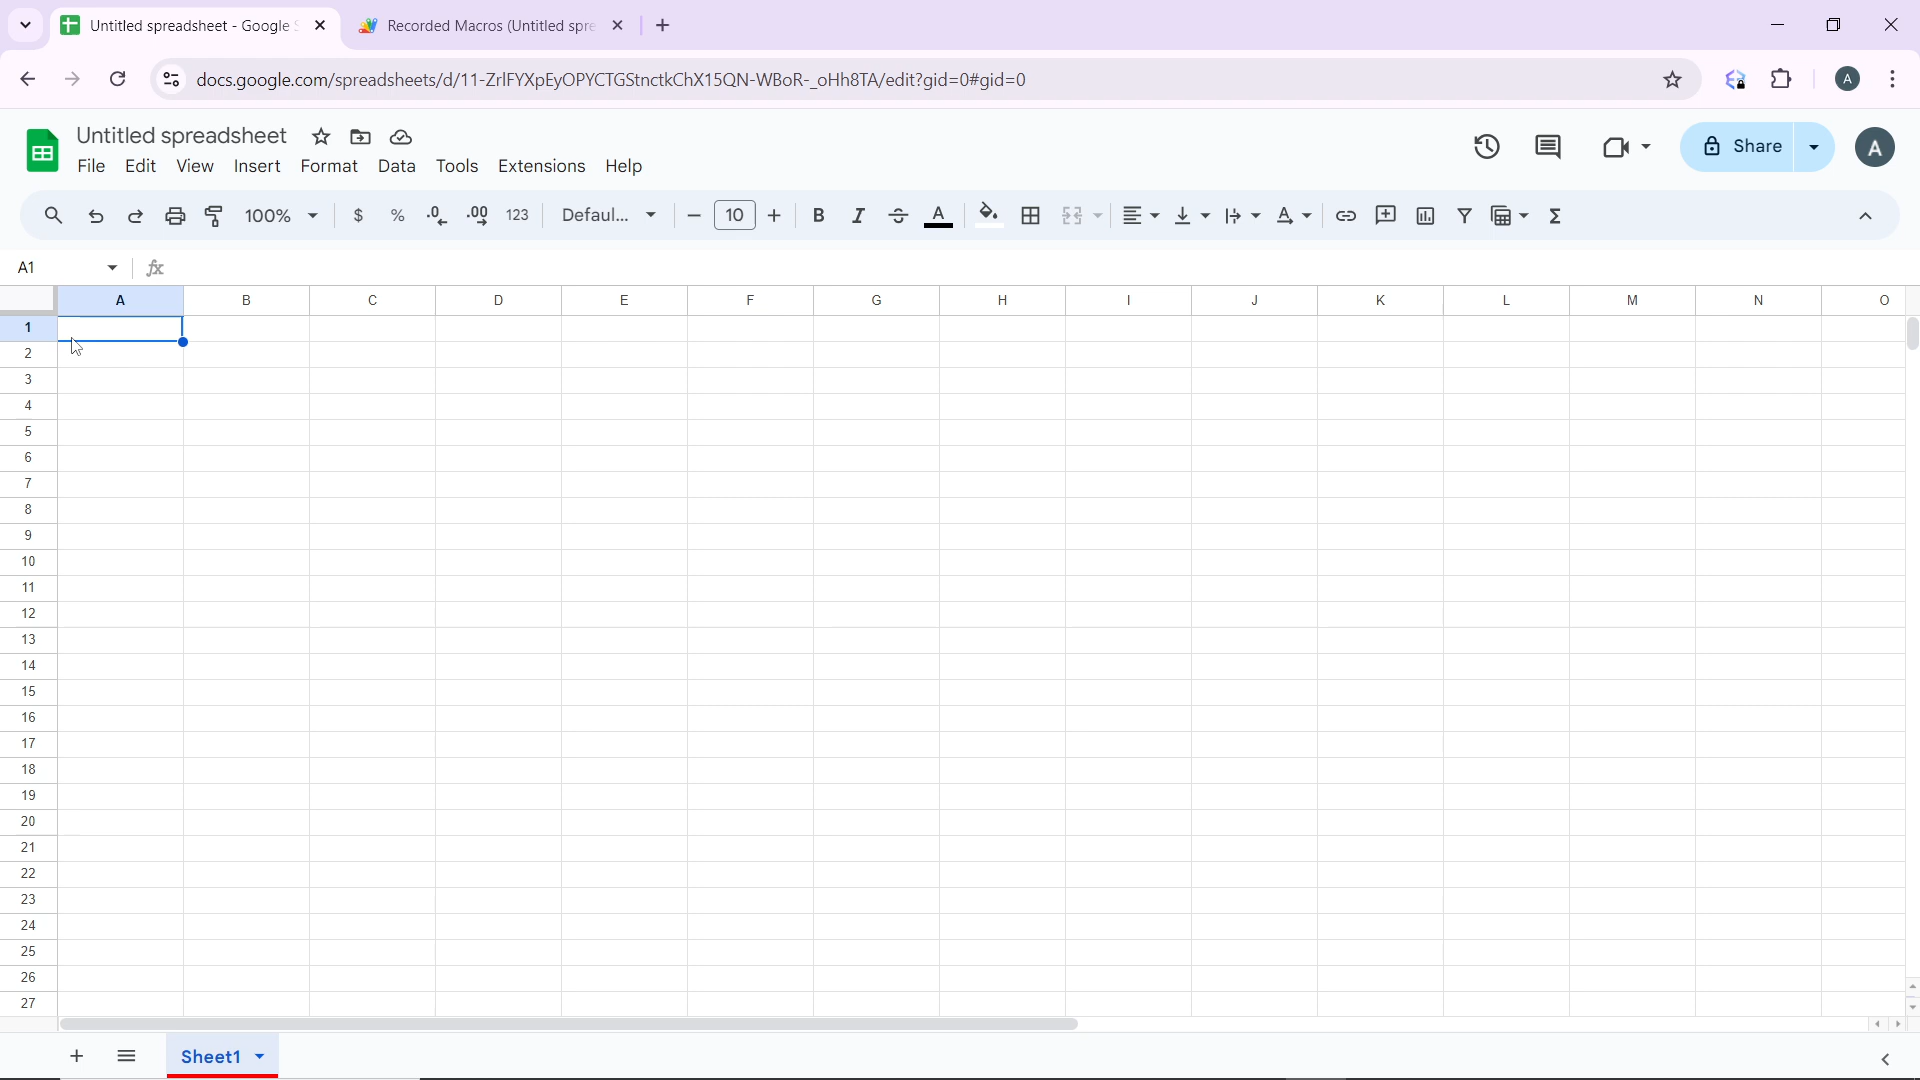 Untitled spreadsheet - Google S
Recorded Macros (Untitled spre
docs.google.com/spreadsheets/d/11-ZrlFYXpEyOPYCTGStnctkChX15QN-WBoR-_oHh8TA/edit?gid=0#gid=0
A
Untitled spreadsheet
File Edit View Insert Format Data Tools Extensions Help
Share
A
100% $ % .0 .00 123 Defaul... 10 B I A
A1 fx
A B C D E F G H I J K L M N O
1
2
3
4
5
6
7
8
9
10
11
12
13
14
15
16
17
18
19
20
21
22
23
24
25
26
27
Sheet1